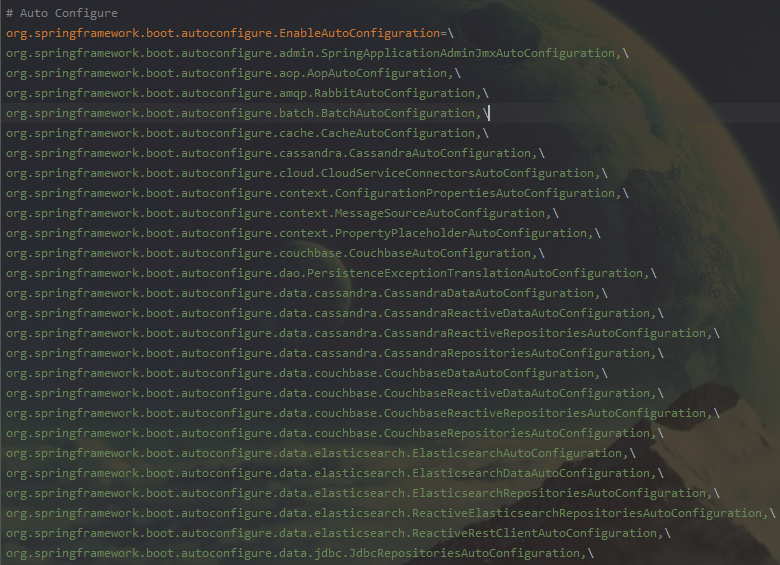 # Auto Configure
org.springframework.boot.autoconfigure.EnableAutoConfiguration=\
org.springframework.boot.autoconfigure.admin.SpringApplicationAdminJmxAutoConfiguration,\
org.springframework.boot.autoconfigure.aop.AopAutoConfiguration,\
org.springframework.boot.autoconfigure.amqp.RabbitAutoConfiguration,\
org.springframework.boot.autoconfigure.batch.BatchAutoConfiguration,\
org.springframework.boot.autoconfigure.cache.CacheAutoConfiguration,\
org.springframework.boot.autoconfigure.cassandra.CassandraAutoConfiguration,\
org.springframework.boot.autoconfigure.cloud.CloudServiceConnectorsAutoConfiguration,\
org.springframework.boot.autoconfigure.context.ConfigurationPropertiesAutoConfiguration,\
org.springframework.boot.autoconfigure.context.MessageSourceAutoConfiguration,\
org.springframework.boot.autoconfigure.context.PropertyPlaceholderAutoConfiguration,\
org.springframework.boot.autoconfigure.couchbase.CouchbaseAutoConfiguration,\
org.springframework.boot.autoconfigure.dao.PersistenceExceptionTranslationAutoConfiguration,\
org.springframework.boot.autoconfigure.data.cassandra.CassandraDataAutoConfiguration,\
org.springframework.boot.autoconfigure.data.cassandra.CassandraReactiveDataAutoConfiguration,\
org.springframework.boot.autoconfigure.data.cassandra.CassandraReactiveRepositoriesAutoConfiguration,\
org.springframework.boot.autoconfigure.data.cassandra.CassandraRepositoriesAutoConfiguration,\
org.springframework.boot.autoconfigure.data.couchbase.CouchbaseDataAutoConfiguration,\
org.springframework.boot.autoconfigure.data.couchbase.CouchbaseReactiveDataAutoConfiguration,\
org.springframework.boot.autoconfigure.data.couchbase.CouchbaseReactiveRepositoriesAutoConfiguration,\
org.springframework.boot.autoconfigure.data.couchbase.CouchbaseRepositoriesAutoConfiguration,\
org.springframework.boot.autoconfigure.data.elasticsearch.ElasticsearchAutoConfiguration,\
org.springframework.boot.autoconfigure.data.elasticsearch.ElasticsearchDataAutoConfiguration,\
org.springframework.boot.autoconfigure.data.elasticsearch.ElasticsearchRepositoriesAutoConfiguration,\
org.springframework.boot.autoconfigure.data.elasticsearch.ReactiveElasticsearchRepositoriesAutoConfiguration,\
org.springframework.boot.autoconfigure.data.elasticsearch.ReactiveRestClientAutoConfiguration,\
org.springframework.boot.autoconfigure.data.jdbc.JdbcRepositoriesAutoConfiguration,\